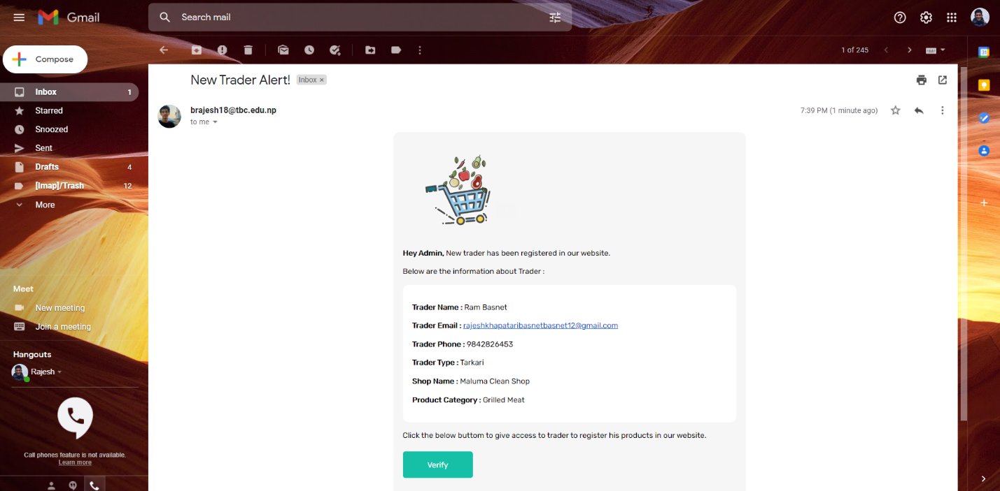 Gmail
Search mail
Compose
1 of 245
Inbox 1
Starred
Snoozed
Sent
Drafts 4
[Imap]/Trash 12
More
Meet
New meeting
Join a meeting
Hangouts
Rajesh
Call phones feature is not available.
Learn more
New Trader Alert! Inbox ×
brajesh18@tbc.edu.np 7:39 PM (1 minute ago)
to me
Hey Admin, New trader has been registered in our website.
Below are the information about Trader :
Trader Name : Ram Basnet
Trader Email : rajeshkhapataribasnetbasnet12@gmail.com
Trader Phone : 9842826453
Trader Type : Tarkari
Shop Name : Maluma Clean Shop
Product Category : Grilled Meat
Click the below buttom to give access to trader to register his products in our website.
Verify
31